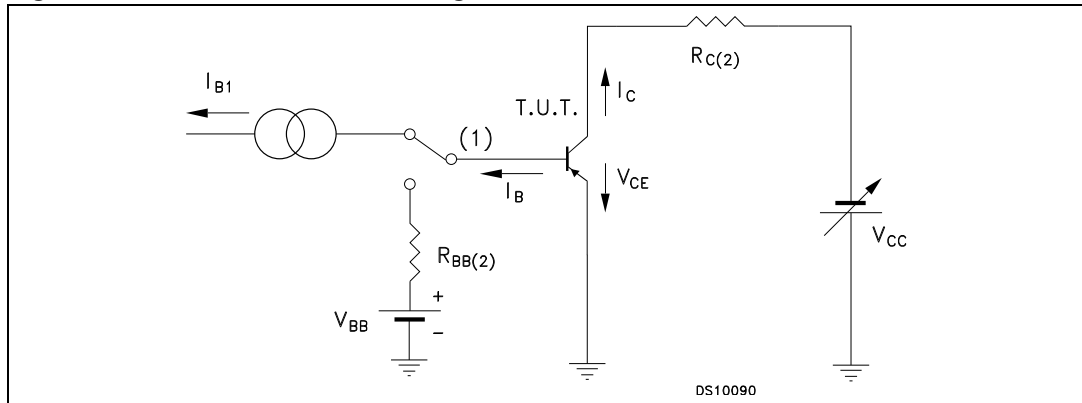 R_C(2)
I_B1
I_C
T.U.T.
(1)
V_CE
I_B
V_CC
R_BB(2)
+
V_BB
-
DS10090